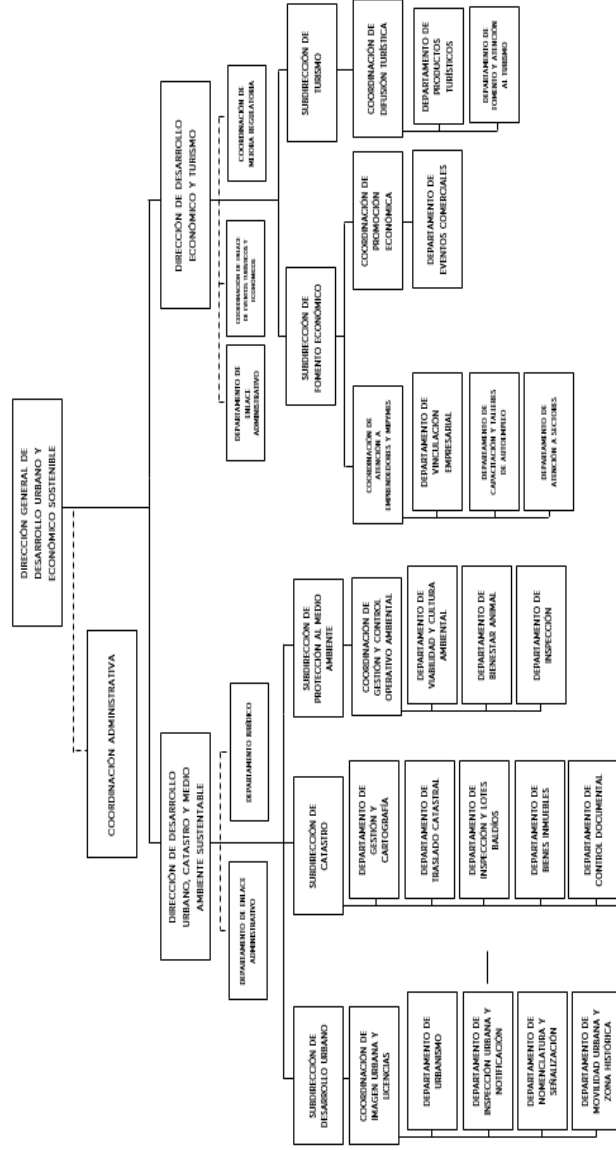 DIRECCIÓN GENERAL DE
DESARROLLO URBANO Y
ECONÓMICO SOSTENIBLE
COORDINACIÓN ADMINISTRATIVA
DIRECCIÓN DE DESARROLLO
URBANO, CATASTRO Y MEDIO
AMBIENTE SUSTENTABLE
DIRECCIÓN DE DESARROLLO
ECONÓMICO Y TURISMO
DEPARTAMENTO DE ENLACE
ADMINISTRATIVO
DEPARTAMENTO JURÍDICO
DEPARTAMENTO DE
ENLACE
ADMINISTRATIVO
COORDINACIÓN DE ENLACE
DE EVENTOS TURÍSTICOS Y
ECONÓMICOS
COORDINACIÓN DE
MEJORA REGULATORIA
SUBDIRECCIÓN DE
DESARROLLO URBANO
COORDINACIÓN DE
IMAGEN URBANA Y
LICENCIAS
DEPARTAMENTO DE
URBANISMO
DEPARTAMENTO DE
INSPECCIÓN URBANA Y
NOTIFICACIÓN
DEPARTAMENTO DE
NOMENCLATURA Y
SEÑALIZACIÓN
DEPARTAMENTO DE
MOVILIDAD URBANA Y
ZONA HISTÓRICA
SUBDIRECCIÓN DE
CATASTRO
DEPARTAMENTO DE
GESTIÓN Y
CARTOGRAFÍA
DEPARTAMENTO DE
TRASLADO CATASTRAL
DEPARTAMENTO DE
INSPECCIÓN Y LOTES
BALDÍOS
DEPARTAMENTO DE
BIENES INMUEBLES
DEPARTAMENTO DE
CONTROL DOCUMENTAL
SUBDIRECCIÓN DE
PROTECCIÓN AL MEDIO
AMBIENTE
COORDINACIÓN DE
GESTIÓN Y CONTROL
OPERATIVO AMBIENTAL
DEPARTAMENTO DE
VIABILIDAD Y CULTURA
AMBIENTAL
DEPARTAMENTO DE
BIENESTAR ANIMAL
DEPARTAMENTO DE
INSPECCIÓN
SUBDIRECCIÓN DE
FOMENTO ECONÓMICO
COORDINACIÓN DE
ATENCIÓN A
EMPRENDEDORES Y MIPYMES
DEPARTAMENTO DE
VINCULACIÓN
EMPRESARIAL
DEPARTAMENTO DE
CAPACITACIÓN Y TALLERES
DE AUTOEMPLEO
DEPARTAMENTO DE
ATENCIÓN A SECTORES
COORDINACIÓN DE
PROMOCIÓN
ECONÓMICA
DEPARTAMENTO DE
EVENTOS COMERCIALES
SUBDIRECCIÓN DE
TURISMO
COORDINACIÓN DE
DIFUSIÓN TURÍSTICA
DEPARTAMENTO DE
PRODUCTOS
TURÍSTICOS
DEPARTAMENTO DE
FOMENTO Y ATENCIÓN
AL TURISMO